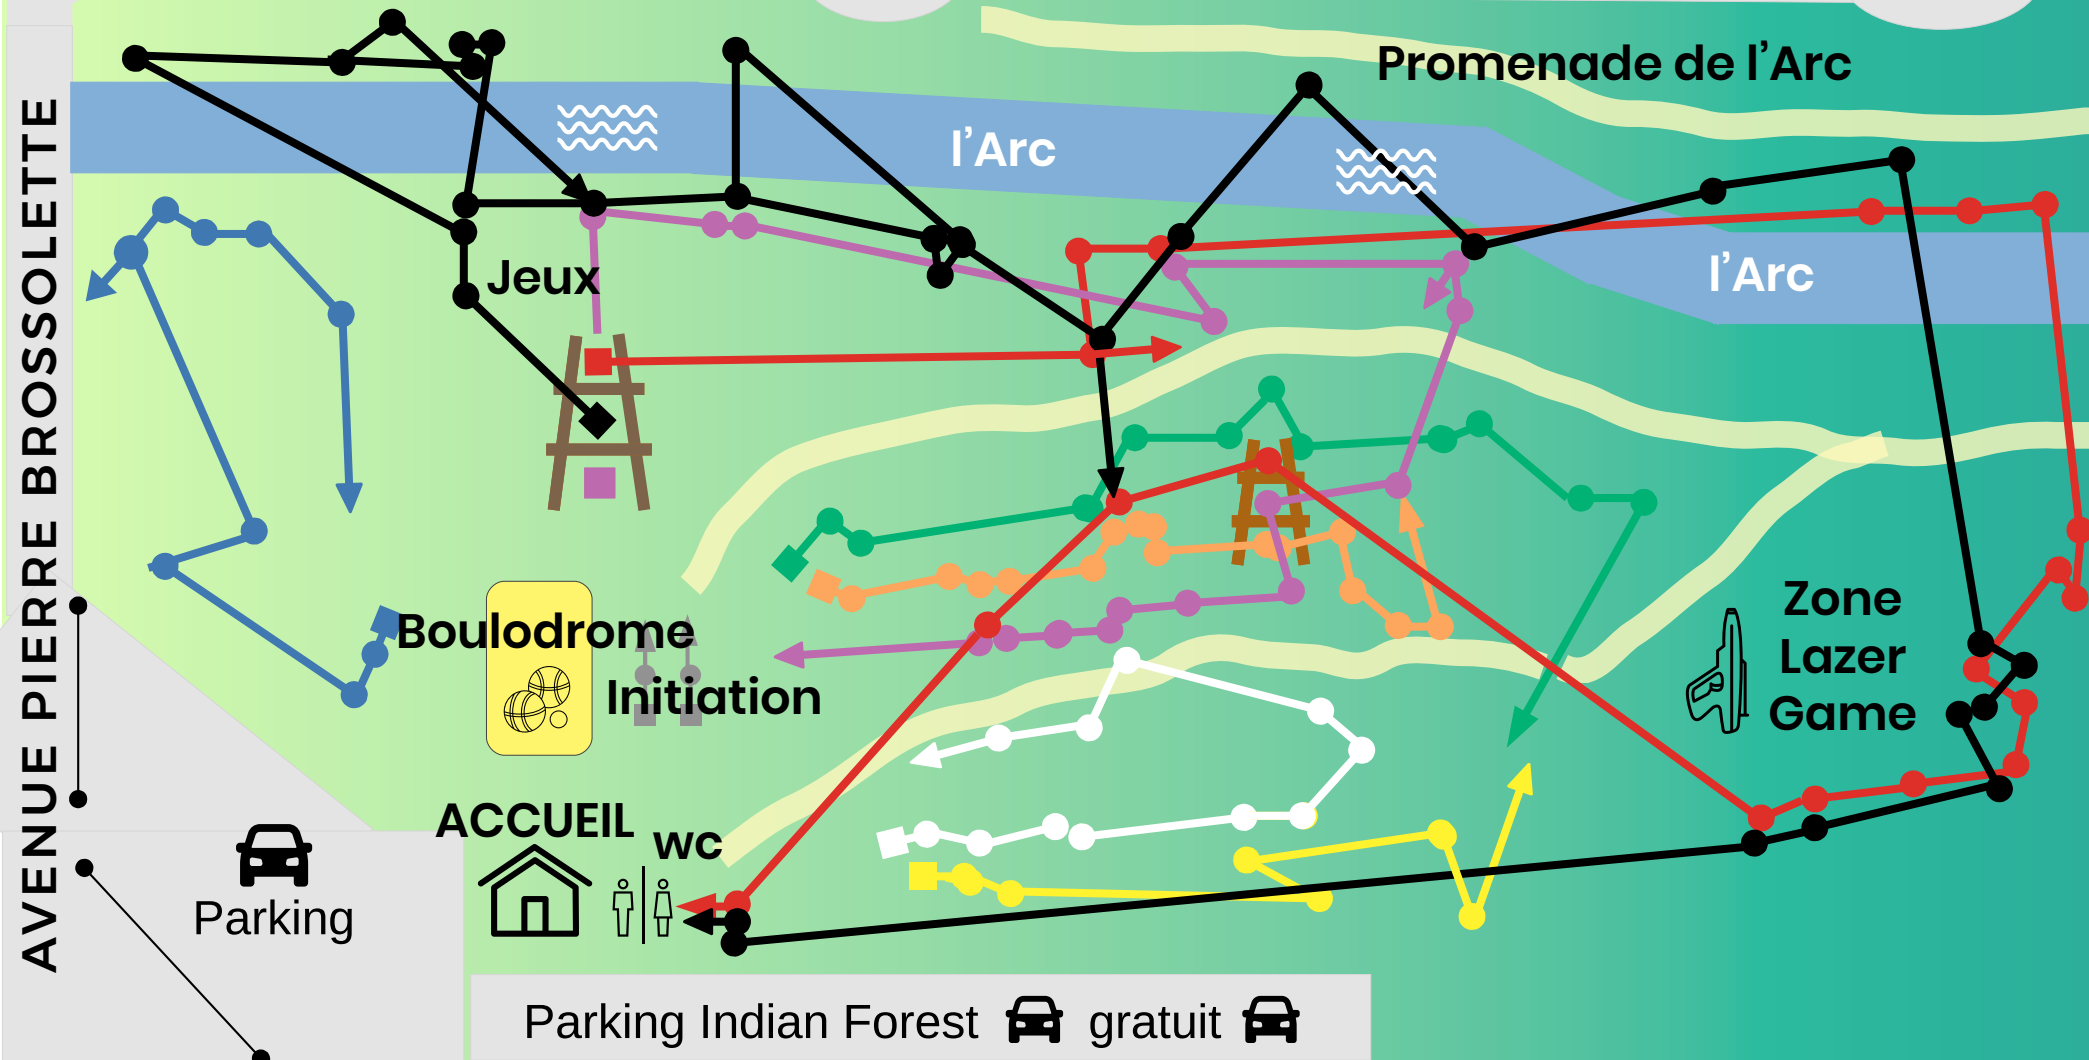 Promenade de l'Arc
l'Arc
l'Arc
AVENUE PIERRE BROSSOLETTE
Jeux
Boulodrome
Initiation
Zone
Lazer
Game
ACCUEIL
wc
Parking
Parking Indian Forest gratuit